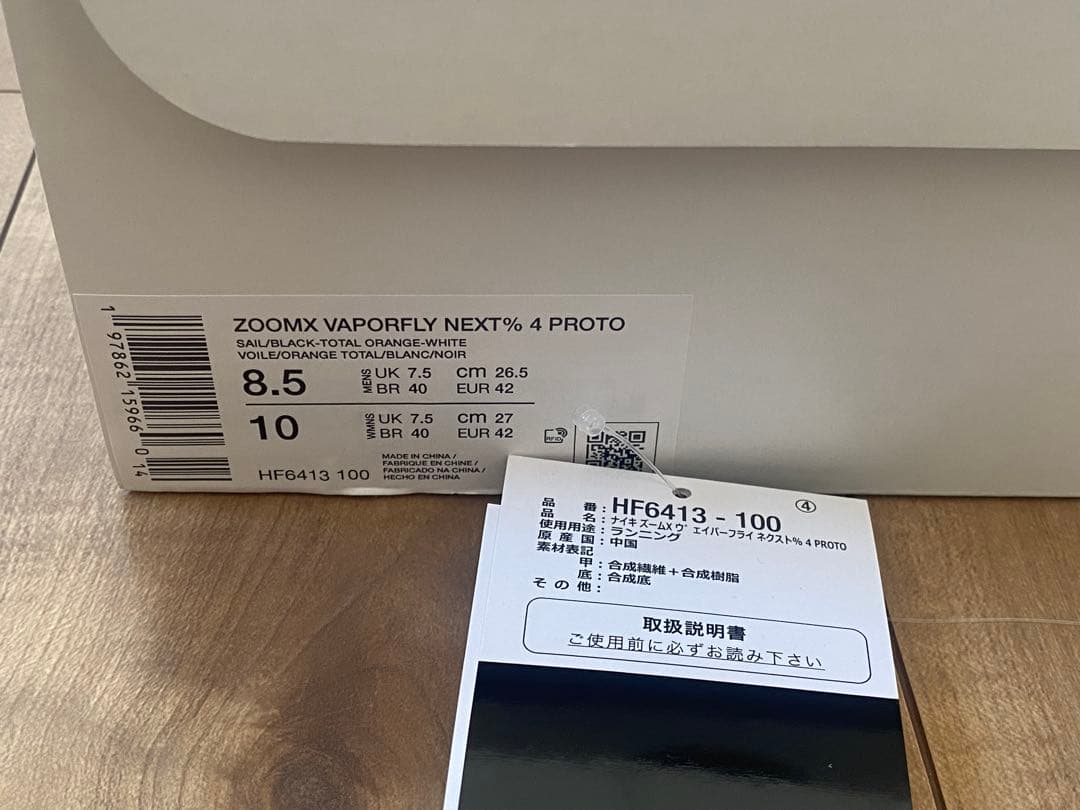 ZOOMX VAPORFLY NEXT% 4 PROTO
SAIL/BLACK-TOTAL ORANGE-WHITE
VOILE/ORANGE TOTAL/BLANC/NOIR
8.5 MENS UK 7.5 cm 26.5
BR 40 EUR 42
10 WMNS UK 7.5 cm 27
BR 40 EUR 42
HF6413 100
MADE IN CHINA /
FABRIQUE EN CHINE /
FABRICADO NA CHINA /
HECHO EN CHINA
RFID
1 97862 15966 014
④
品番:HF6413-100
品名:ナイキ ズームX ヴ゛ェイパーフライ ネクスト% 4 PROTO
使用用途:ランニング
原産国:中国
素材表記
甲:合成繊維+合成樹脂
底:合成底
その他:
取扱説明書
ご使用前に必ずお読み下さい